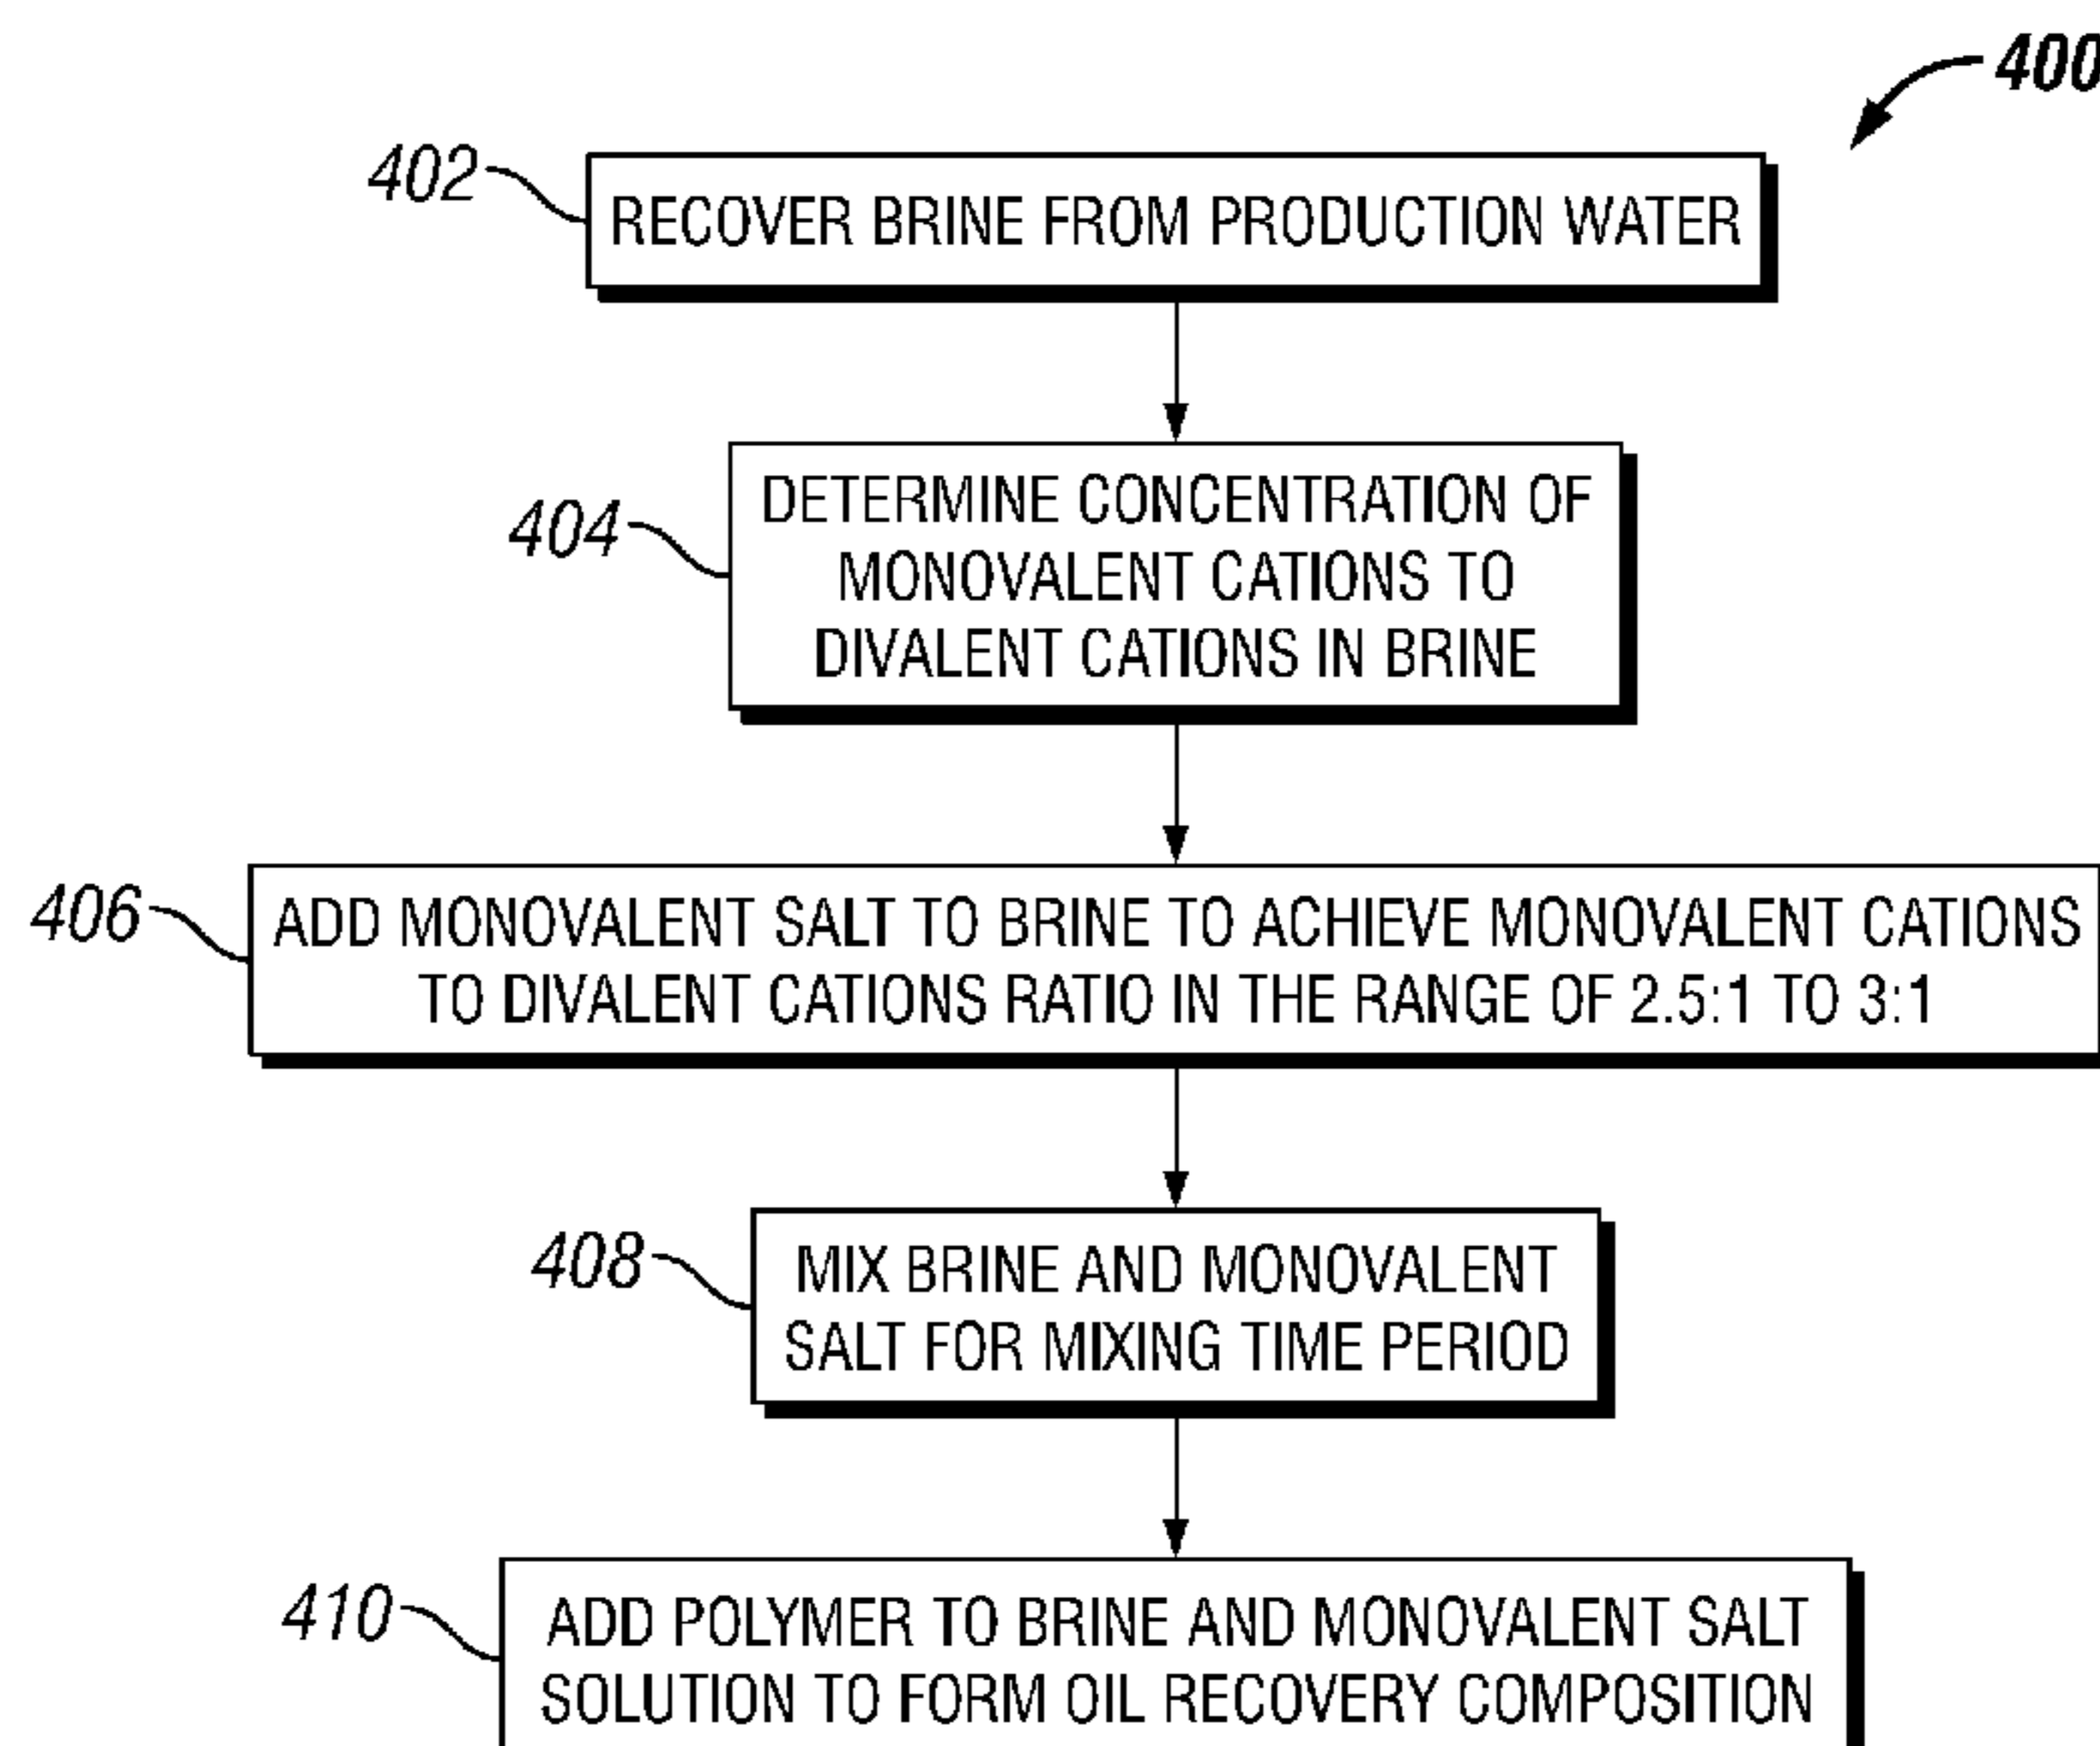 400
402
RECOVER BRINE FROM PRODUCTION WATER
404
DETERMINE CONCENTRATION OF
MONOVALENT CATIONS TO
DIVALENT CATIONS IN BRINE
406
ADD MONOVALENT SALT TO BRINE TO ACHIEVE MONOVALENT CATIONS
TO DIVALENT CATIONS RATIO IN THE RANGE OF 2.5:1 TO 3:1
408
MIX BRINE AND MONOVALENT
SALT FOR MIXING TIME PERIOD
410
ADD POLYMER TO BRINE AND MONOVALENT SALT
SOLUTION TO FORM OIL RECOVERY COMPOSITION